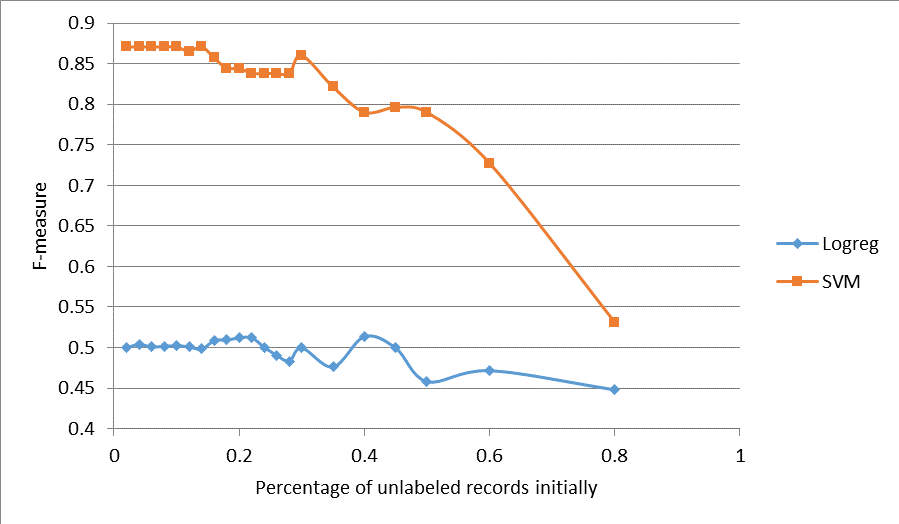 0.9
0.85
0.8
0.75
0.7
0.65
0.6
0.55
0.5
0.45
0.4
F-measure
0 0.2 0.4 0.6 0.8 1
Percentage of unlabeled records initially
Logreg
SVM